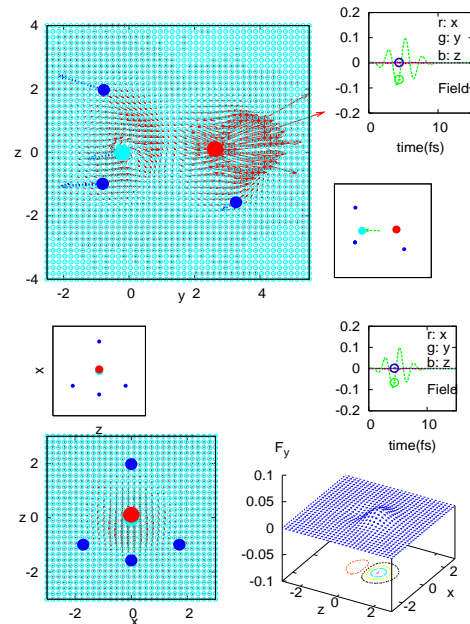 4
2
z 0
-2
-4
-2 0 2 4
y
0.2
0.1
0
-0.1
-0.2
r: x
g: y
b: z
Field
0 10
time(fs)
x
z
0.2
0.1
0
-0.1
-0.2
r: x
g: y
b: z
Field
0 10
time(fs)
2
z 0
-2
-2 0 2
x
F_y
0.1
0.05
0
-0.05
-0.1
-2 0 2
z
-2 0 2
x